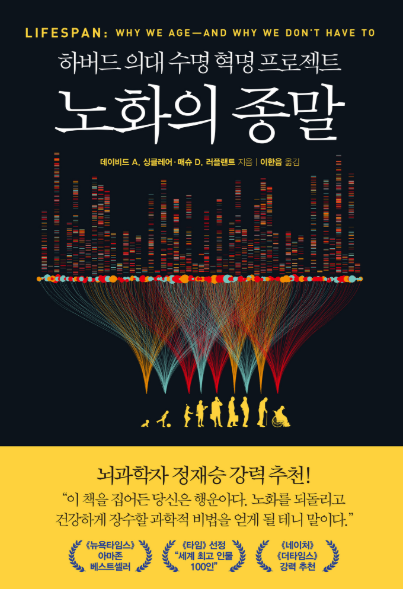 LIFESPAN: WHY WE AGE—AND WHY WE DON'T HAVE TO
하버드 의대 수명 혁명 프로젝트
노화의 종말
데이비드 A. 싱클레어·매슈 D. 러플랜트 지음 | 이한음 옮김
뇌과학자 정재승 강력 추천!
“이 책을 집어든 당신은 행운아다. 노화를 되돌리고
건강하게 장수할 과학적 비법을 얻게 될 테니 말이다.”
《뉴욕타임스》
아마존
베스트셀러
《타임》 선정
“세계 최고 인물
100인”
《네이처》
《더타임스》
강력 추천